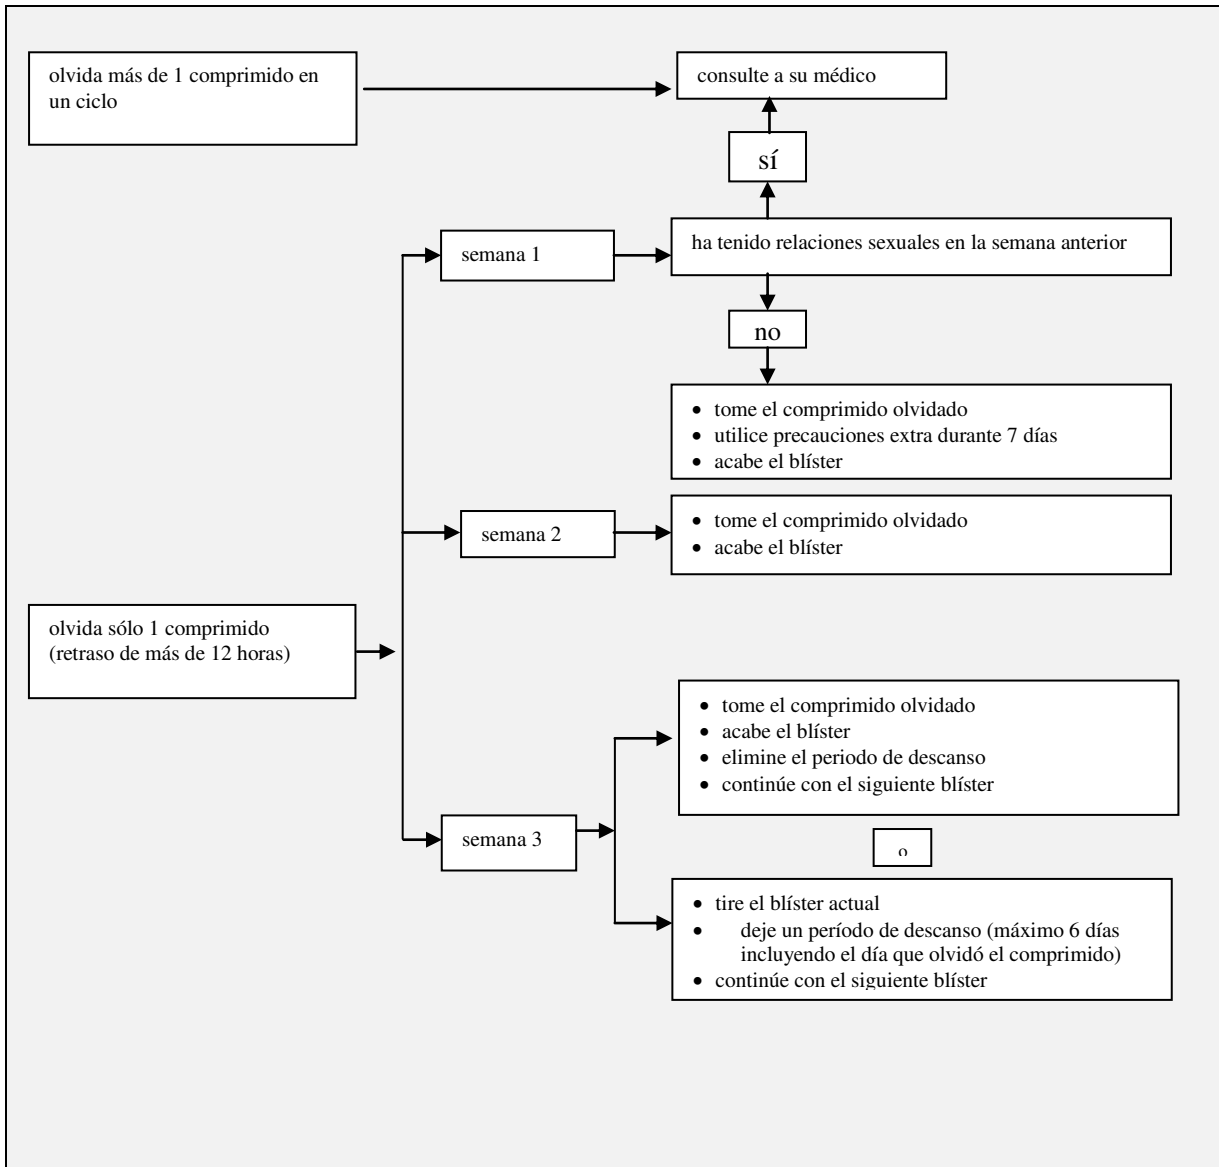 olvida más de 1 comprimido en
un ciclo
consulte a su médico
sí
ha tenido relaciones sexuales en la semana anterior
semana 1
no
• tome el comprimido olvidado
• utilice precauciones extra durante 7 días
• acabe el blíster
semana 2
• tome el comprimido olvidado
• acabe el blíster
olvida sólo 1 comprimido
(retraso de más de 12 horas)
• tome el comprimido olvidado
• acabe el blíster
• elimine el periodo de descanso
• continúe con el siguiente blíster
semana 3
o
• tire el blíster actual
• deje un período de descanso (máximo 6 días
incluyendo el día que olvidó el comprimido)
• continúe con el siguiente blíster